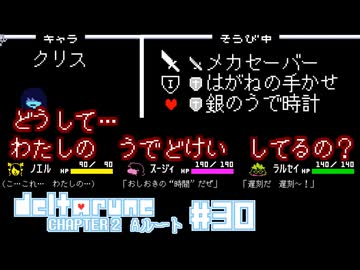 キャラ
そうび中
クリス
メカセーバー
はがねの手かせ
銀のうで時計
どうして…
わたしの うでどけい してるの?
ノエル HP 90/ 90
スージィ HP 190/190
ラルセイ HP 140/140
(こ…これ… わたしの…)
「おしおきの“時間”だぜ」
「遅刻だ 遅刻~!」
deltarune
CHAPTER 2 Aルート
#30